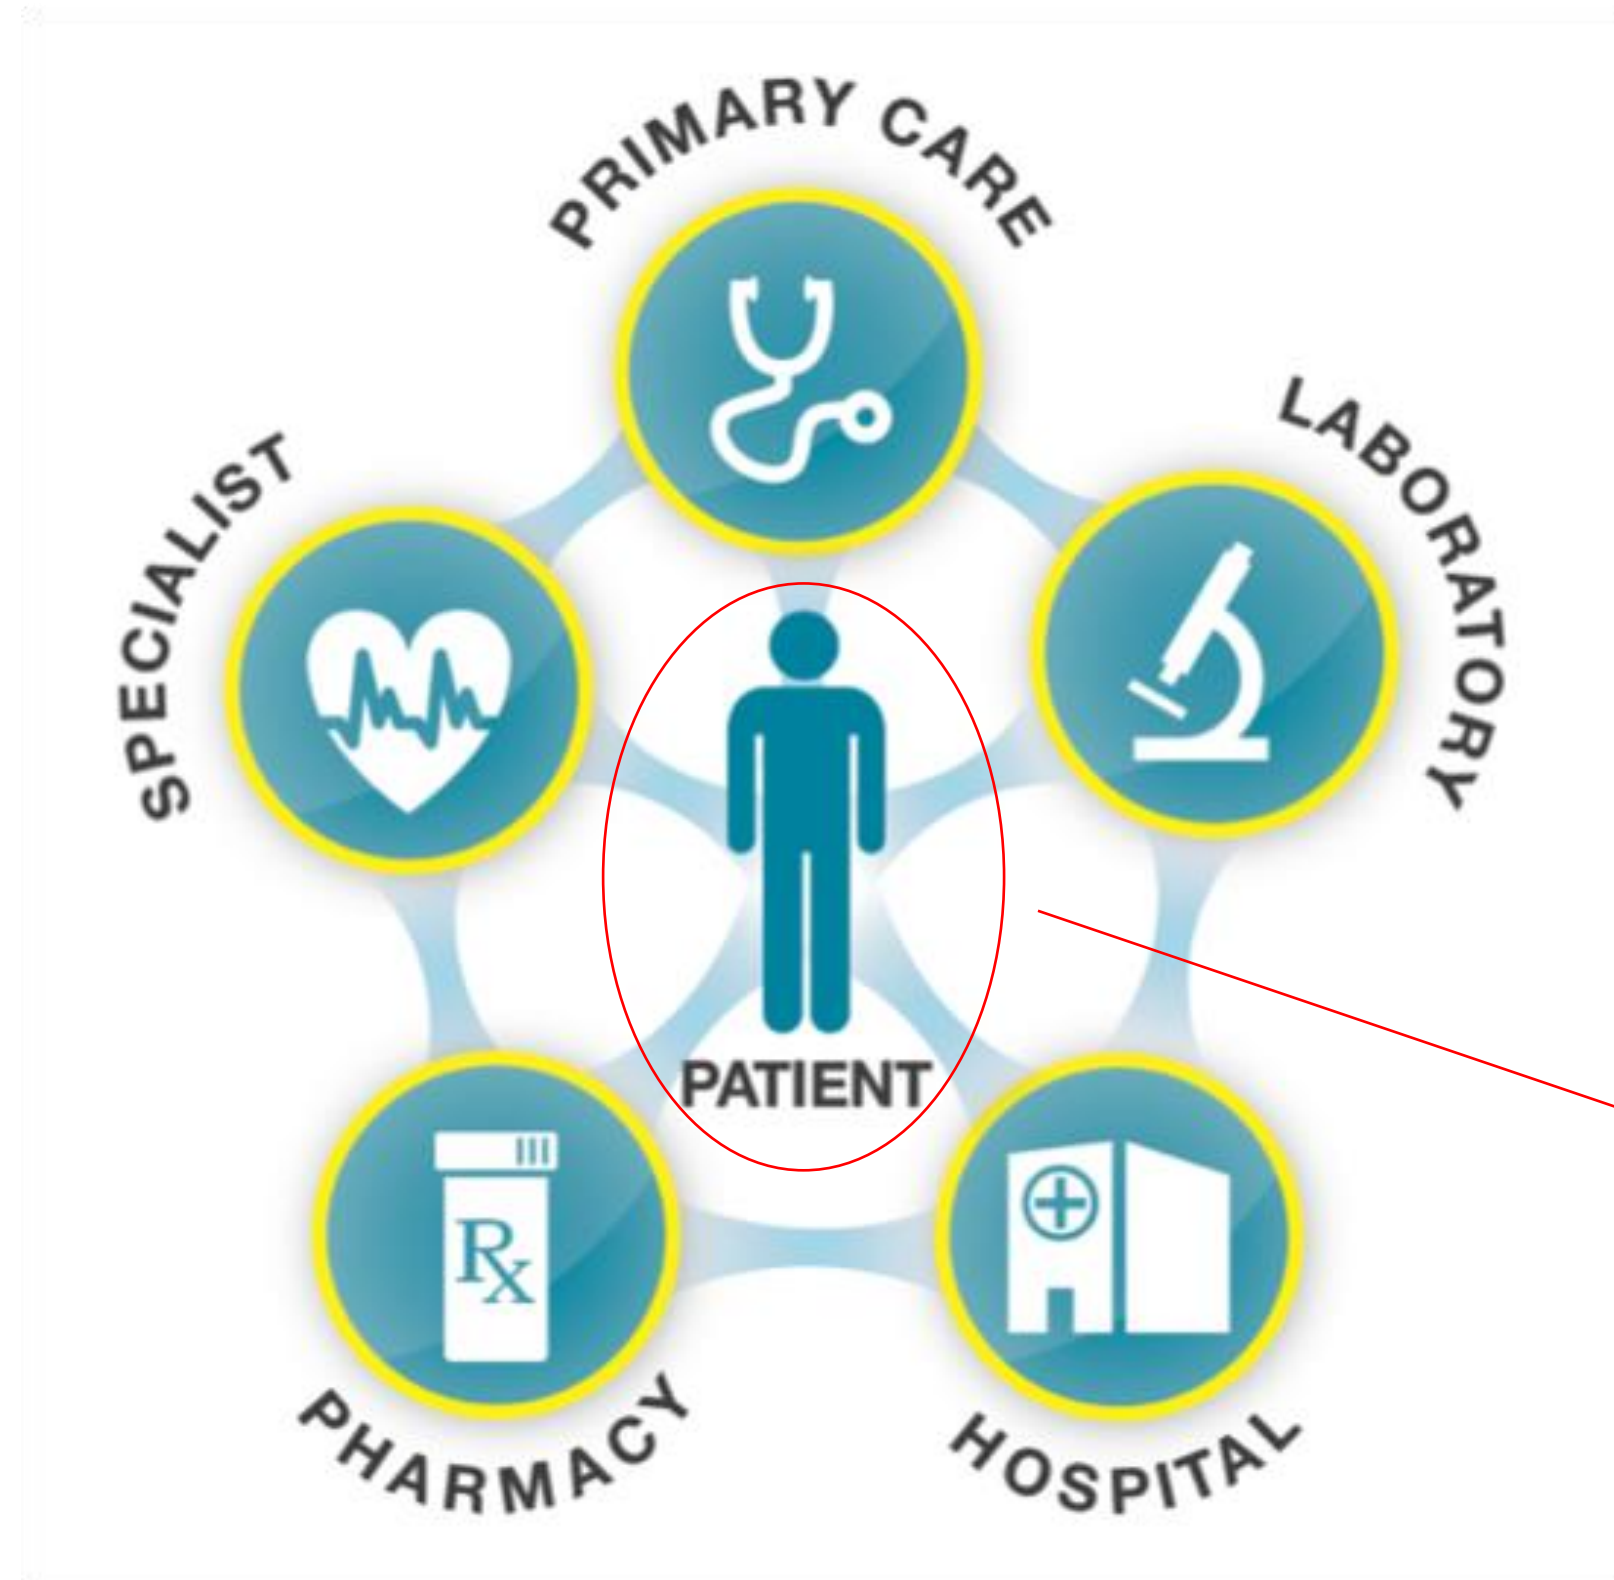 PRIMARY CARE
LABORATORY
SPECIALIST
PATIENT
Rx
PHARMACY
HOSPITAL